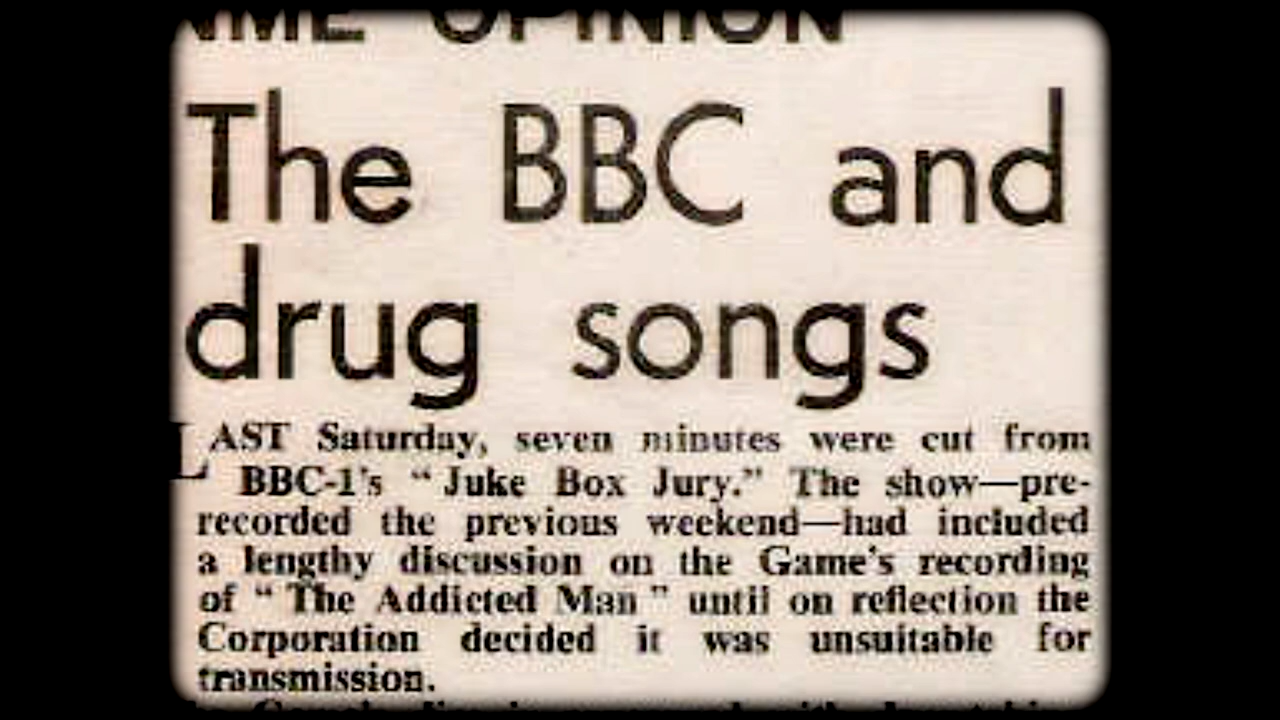 NME OPINION
The BBC and
drug songs
LAST Saturday, seven minutes were cut from
BBC-1's “Juke Box Jury.” The show—pre-
recorded the previous weekend—had included
a lengthy discussion on the Game's recording
of “The Addicted Man” until on reflection the
Corporation decided it was unsuitable for
transmission.